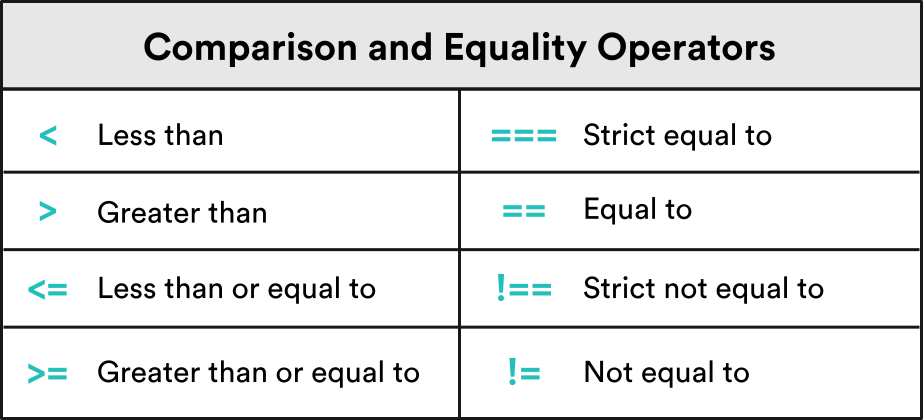 Comparison and Equality Operators
< Less than
=== Strict equal to
> Greater than
== Equal to
<= Less than or equal to
!== Strict not equal to
>= Greater than or equal to
!= Not equal to